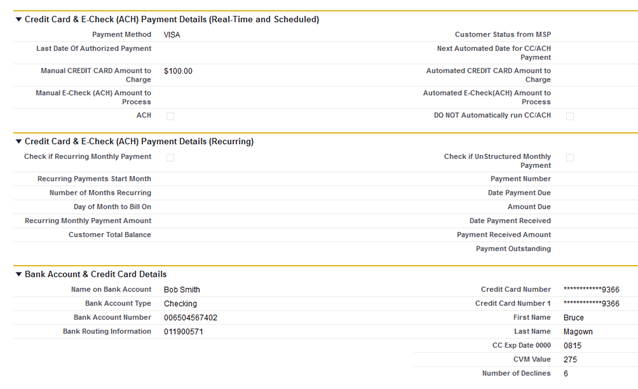 Credit Card & E-Check (ACH) Payment Details (Real-Time and Scheduled)
Payment Method VISA Customer Status from MSP
Last Date Of Authorized Payment Next Automated Date for CC/ACH
Payment
Manual CREDIT CARD Amount to $100.00 Automated CREDIT CARD Amount to
Charge Charge
Manual E-Check (ACH) Amount to Automated E-Check(ACH) Amount to
Process Process
ACH DO NOT Automatically run CC/ACH
Credit Card & E-Check (ACH) Payment Details (Recurring)
Check if Recurring Monthly Payment Check if UnStructured Monthly
Payment
Recurring Payments Start Month Payment Number
Number of Months Recurring Date Payment Due
Day of Month to Bill On Amount Due
Recurring Monthly Payment Amount Date Payment Received
Customer Total Balance Payment Received Amount
Payment Outstanding
Bank Account & Credit Card Details
Name on Bank Account Bob Smith Credit Card Number ************9366
Bank Account Type Checking Credit Card Number 1 ************9366
Bank Account Number 006504567402 First Name Bruce
Bank Routing Information 011900571 Last Name Magown
CC Exp Date 0000 0815
CVM Value 275
Number of Declines 6